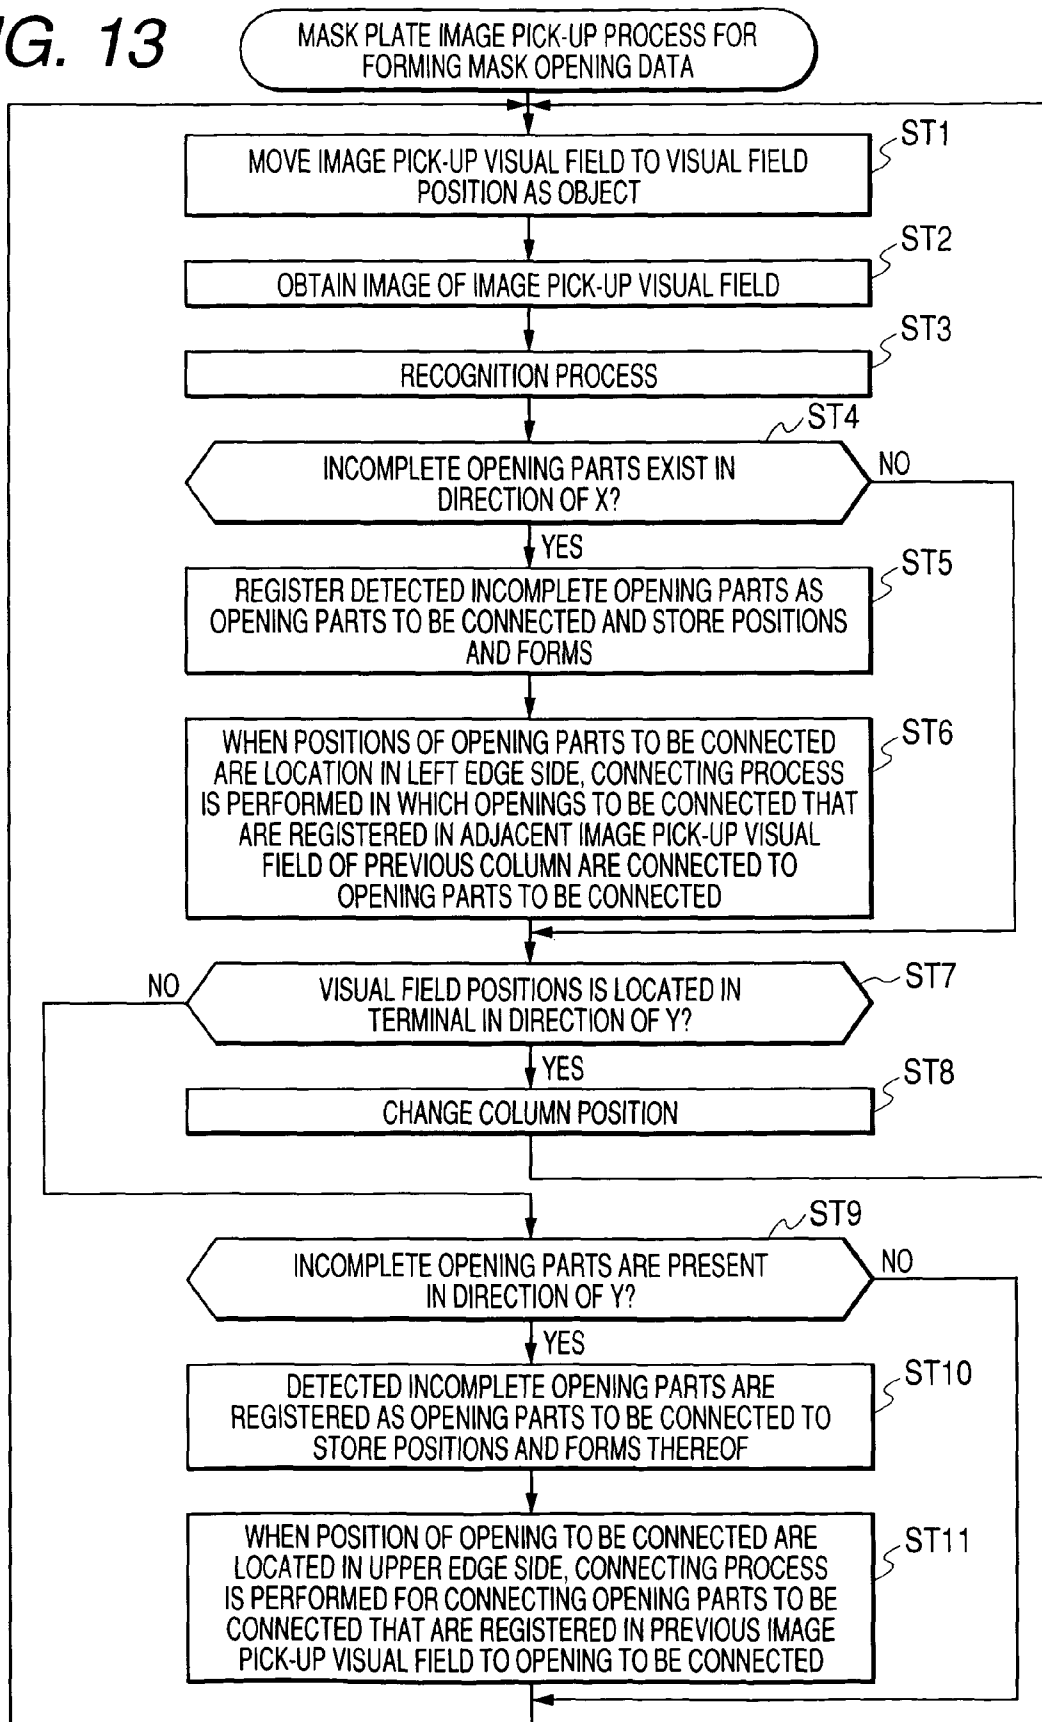 IG. 13
MASK PLATE IMAGE PICK-UP PROCESS FOR
FORMING MASK OPENING DATA
ST1
MOVE IMAGE PICK-UP VISUAL FIELD TO VISUAL FIELD
POSITION AS OBJECT
ST2
OBTAIN IMAGE OF IMAGE PICK-UP VISUAL FIELD
ST3
RECOGNITION PROCESS
ST4
INCOMPLETE OPENING PARTS EXIST IN
DIRECTION OF X?
NO
YES
ST5
REGISTER DETECTED INCOMPLETE OPENING PARTS AS
OPENING PARTS TO BE CONNECTED AND STORE POSITIONS
AND FORMS
ST6
WHEN POSITIONS OF OPENING PARTS TO BE CONNECTED
ARE LOCATION IN LEFT EDGE SIDE, CONNECTING PROCESS
IS PERFORMED IN WHICH OPENINGS TO BE CONNECTED THAT
ARE REGISTERED IN ADJACENT IMAGE PICK-UP VISUAL
FIELD OF PREVIOUS COLUMN ARE CONNECTED TO
OPENING PARTS TO BE CONNECTED
ST7
NO
VISUAL FIELD POSITIONS IS LOCATED IN
TERMINAL IN DIRECTION OF Y?
YES
ST8
CHANGE COLUMN POSITION
ST9
INCOMPLETE OPENING PARTS ARE PRESENT
IN DIRECTION OF Y?
NO
YES
ST10
DETECTED INCOMPLETE OPENING PARTS ARE
REGISTERED AS OPENING PARTS TO BE CONNECTED TO
STORE POSITIONS AND FORMS THEREOF
ST11
WHEN POSITION OF OPENING TO BE CONNECTED ARE
LOCATED IN UPPER EDGE SIDE, CONNECTING PROCESS
IS PERFORMED FOR CONNECTING OPENING PARTS TO BE
CONNECTED THAT ARE REGISTERED IN PREVIOUS IMAGE
PICK-UP VISUAL FIELD TO OPENING TO BE CONNECTED